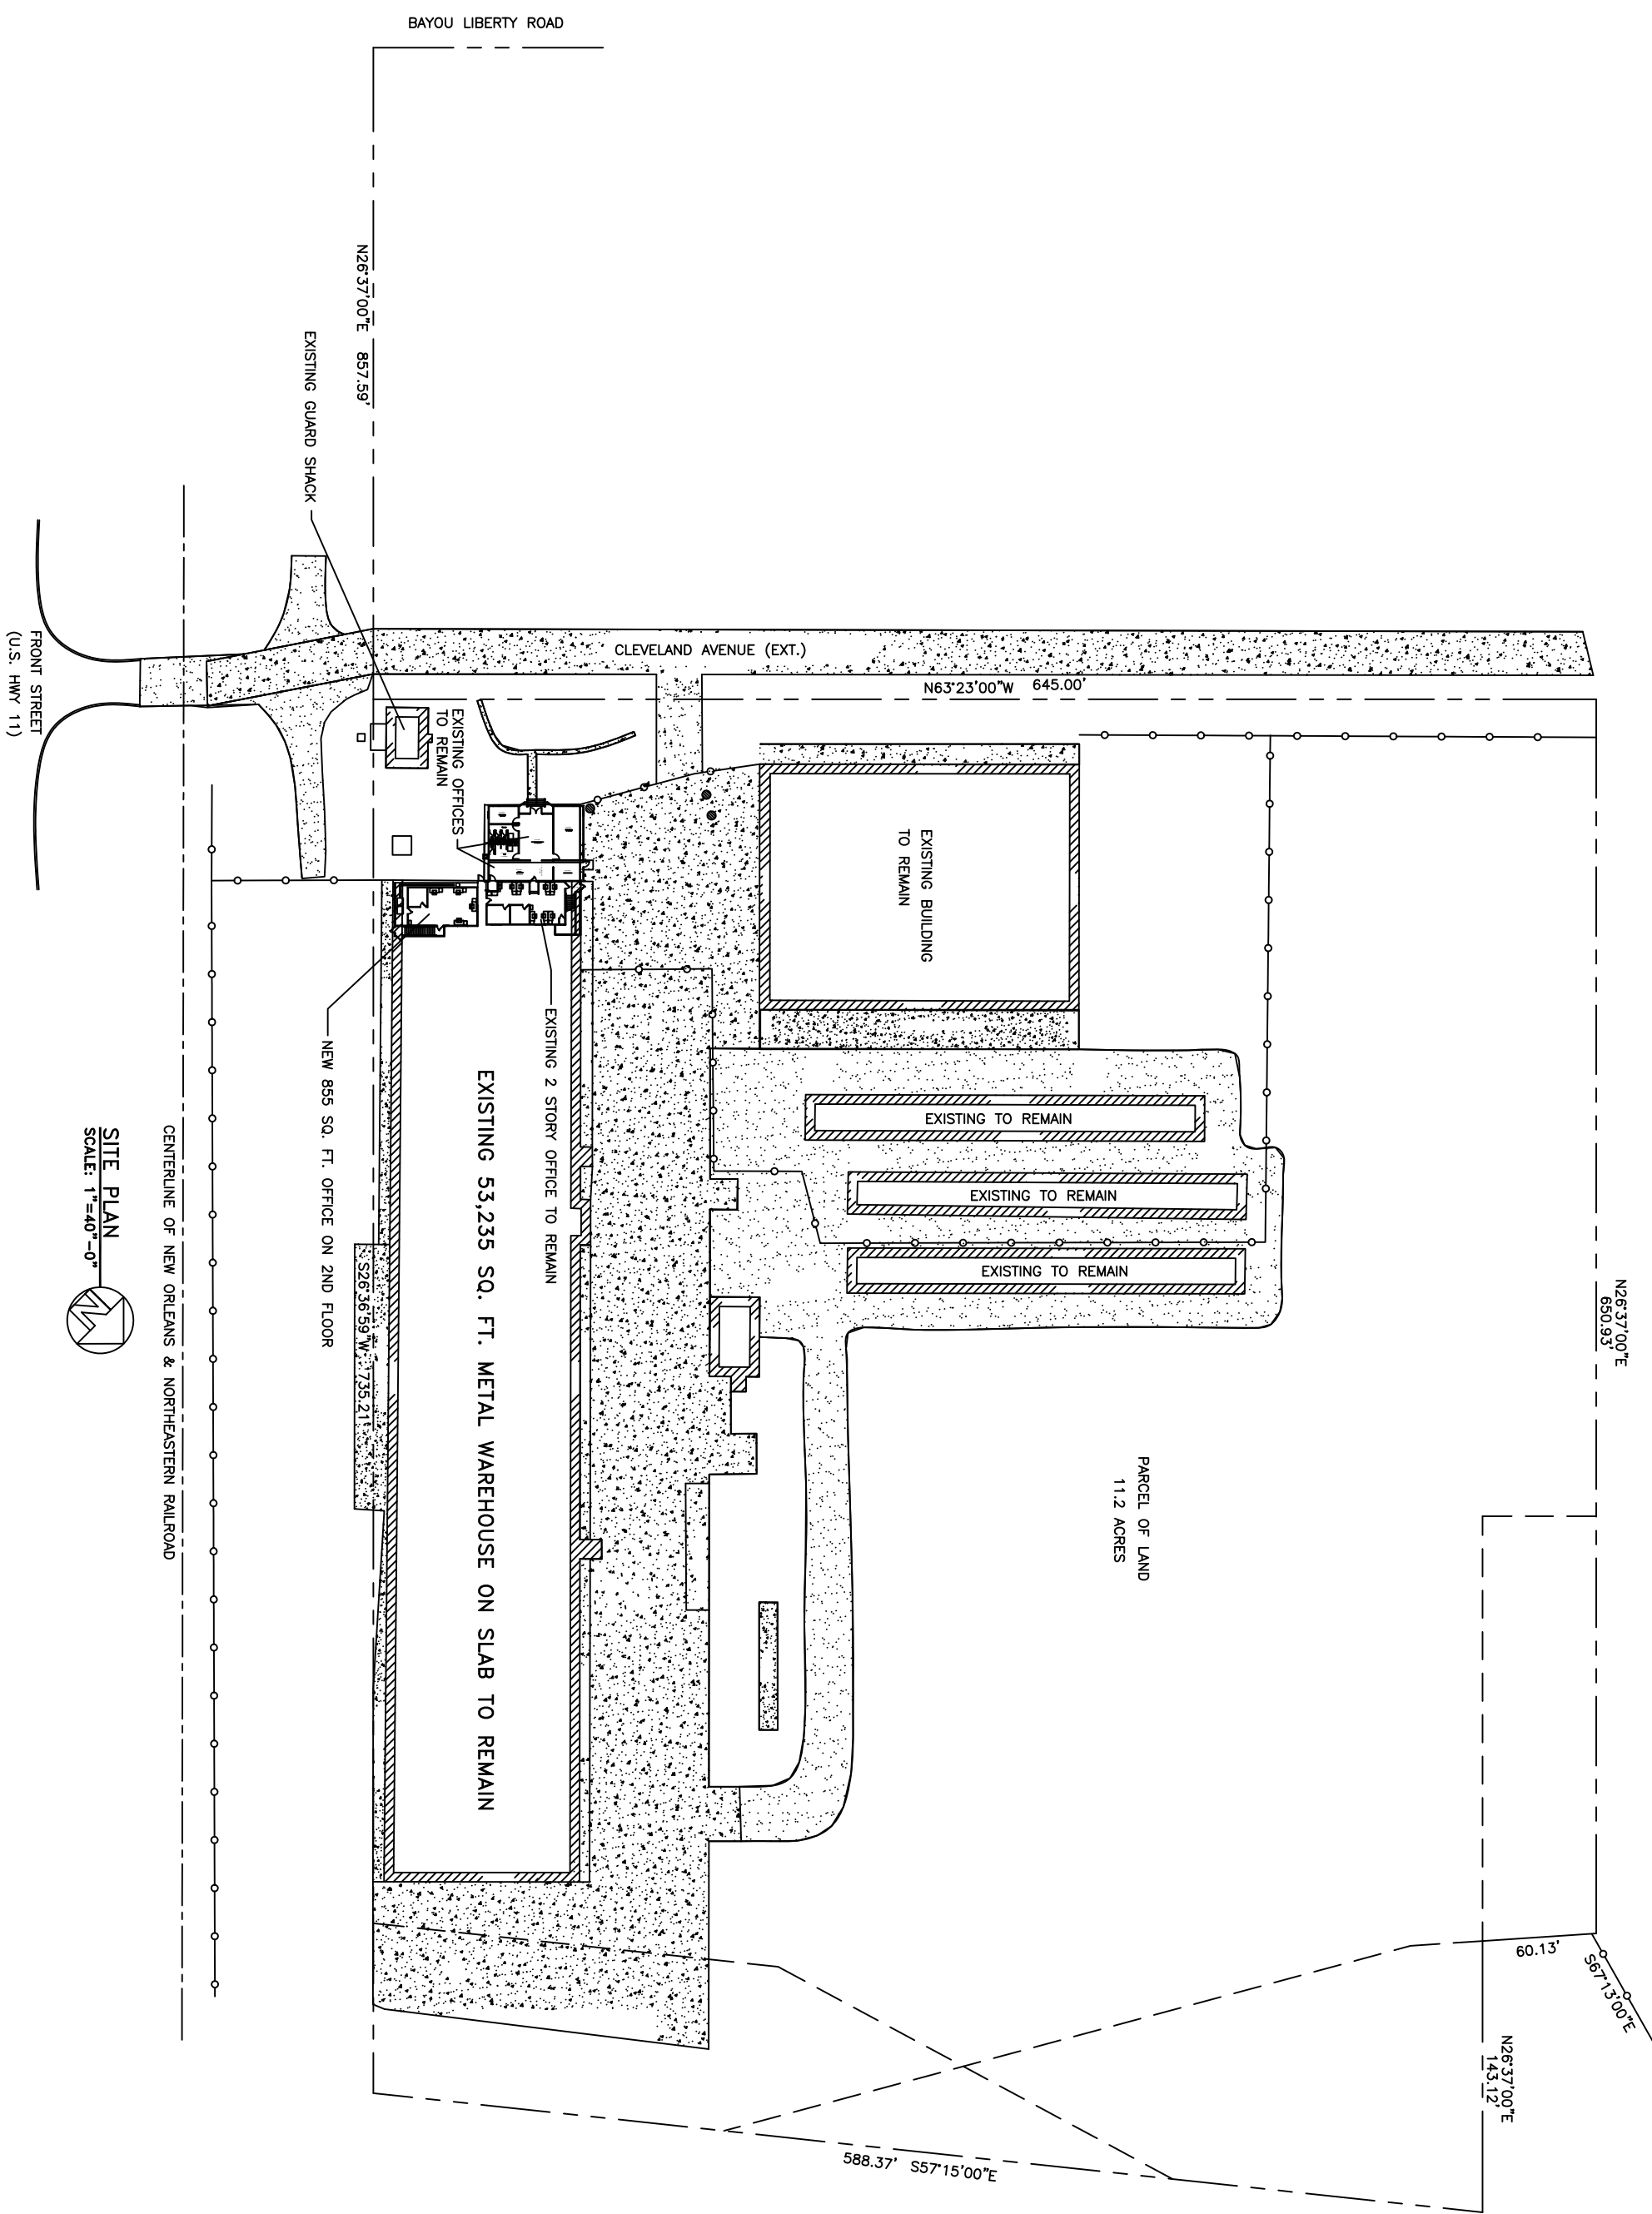 BAYOU LIBERTY ROAD
N26°37'00"E 857.59'
EXISTING GUARD SHACK
FRONT STREET
(U.S. HWY 11)
CLEVELAND AVENUE (EXT.)
N63°23'00"W 645.00'
EXISTING OFFICES
TO REMAIN
EXISTING BUILDING
TO REMAIN
EXISTING TO REMAIN
EXISTING TO REMAIN
EXISTING TO REMAIN
EXISTING 2 STORY OFFICE TO REMAIN
EXISTING 53,235 SQ. FT. METAL WAREHOUSE ON SLAB TO REMAIN
NEW 855 SQ. FT. OFFICE ON 2ND FLOOR
S26°36'59"W 1735.21'
CENTERLINE OF NEW ORLEANS & NORTHEASTERN RAILROAD
SITE PLAN
SCALE: 1"=40"-0"
N
N26°37'00"E
650.93'
PARCEL OF LAND
11.2 ACRES
60.13'
S67°13'00"E
N26°37'00"E
143.12'
588.37' S57°15'00"E